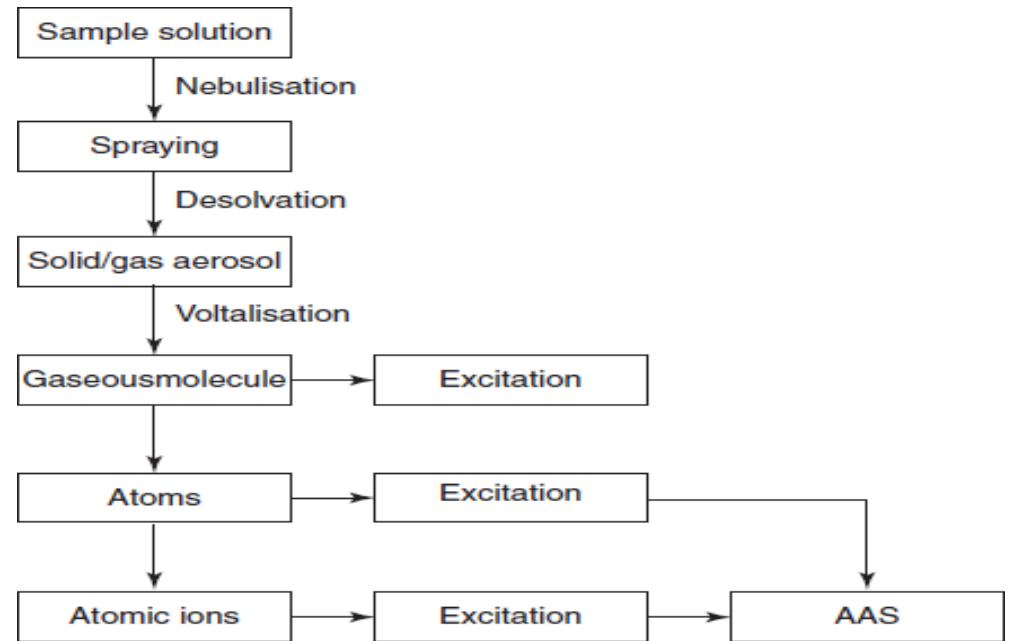 Sample solution
Nebulisation
Spraying
Desolvation
Solid/gas aerosol
Voltalisation
Gaseousmolecule
Excitation
Atoms
Excitation
Atomic ions
Excitation
AAS